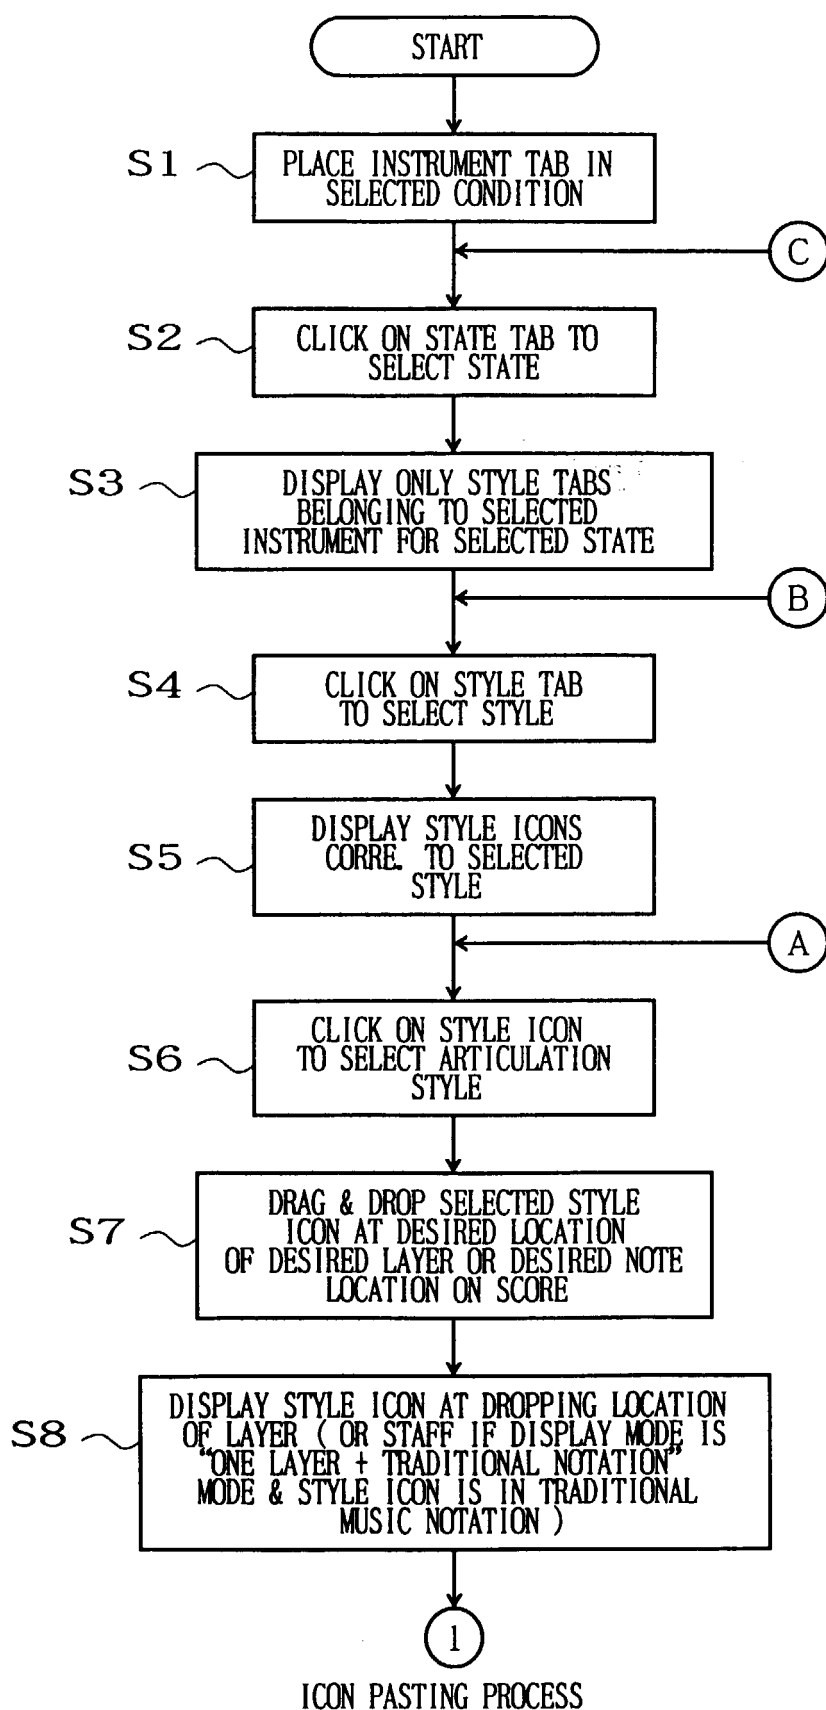 START
S1
PLACE INSTRUMENT TAB IN
SELECTED CONDITION
C
S2
CLICK ON STATE TAB TO
SELECT STATE
S3
DISPLAY ONLY STYLE TABS
BELONGING TO SELECTED
INSTRUMENT FOR SELECTED STATE
B
S4
CLICK ON STYLE TAB
TO SELECT STYLE
S5
DISPLAY STYLE ICONS
CORRE. TO SELECTED
STYLE
A
S6
CLICK ON STYLE ICON
TO SELECT ARTICULATION
STYLE
S7
DRAG & DROP SELECTED STYLE
ICON AT DESIRED LOCATION
OF DESIRED LAYER OR DESIRED NOTE
LOCATION ON SCORE
S8
DISPLAY STYLE ICON AT DROPPING LOCATION
OF LAYER ( OR STAFF IF DISPLAY MODE IS
"ONE LAYER + TRADITIONAL NOTATION"
MODE & STYLE ICON IS IN TRADITIONAL
MUSIC NOTATION )
1
ICON PASTING PROCESS